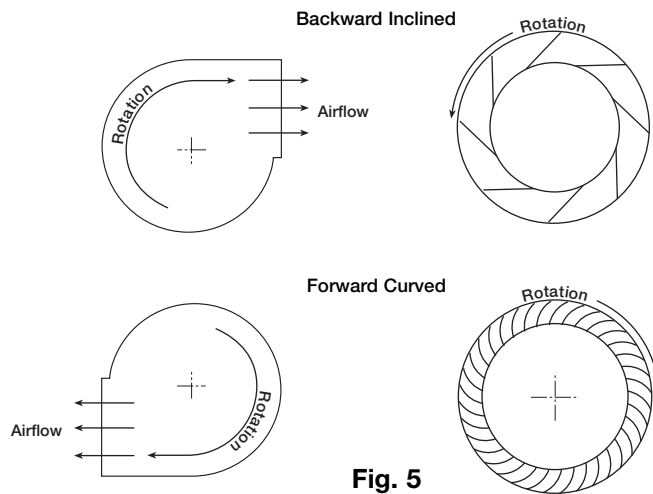 Backward Inclined
Rotation
Airflow
Rotation
Forward Curved
Rotation
Airflow
Rotation
Fig. 5